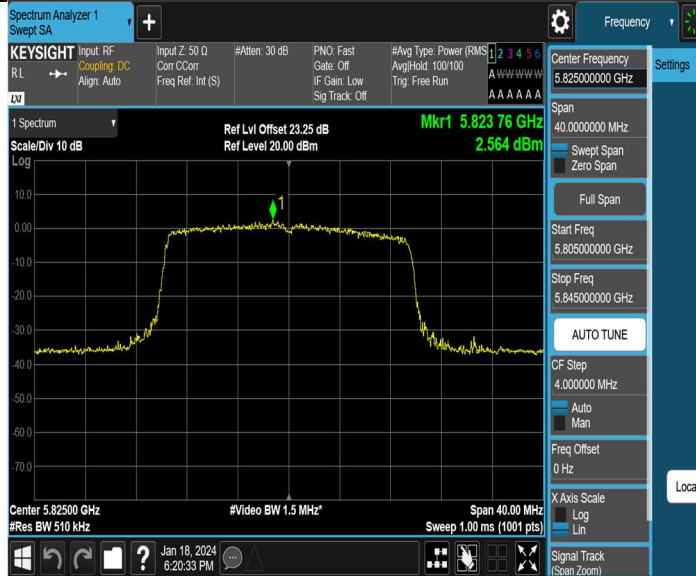 Spectrum Analyzer 1
Swept SA
Frequency
KEYSIGHT
Input: RF
Coupling: DC
Align: Auto
Input Z: 50 Ω
Corr CCorr
Freq Ref: Int (S)
#Atten: 30 dB
PNO: Fast
Gate: Off
IF Gain: Low
Sig Track: Off
#Avg Type: Power (RMS
Avg|Hold: 100/100
Trig: Free Run
1 2 3 4 5 6
A W W W W W
A A A A A A
R L
LXI
1 Spectrum
Scale/Div 10 dB
Log
Ref Lvl Offset 23.25 dB
Ref Level 20.00 dBm
Mkr1 5.823 76 GHz
2.564 dBm
1
10.0
0.00
-10.0
-20.0
-30.0
-40.0
-50.0
-60.0
-70.0
Center 5.82500 GHz
#Res BW 510 kHz
#Video BW 1.5 MHz*
Span 40.00 MHz
Sweep 1.00 ms (1001 pts)
?
Jan 18, 2024
6:20:33 PM
Center Frequency
5.825000000 GHz
Span
40.0000000 MHz
Swept Span
Zero Span
Full Span
Start Freq
5.805000000 GHz
Stop Freq
5.845000000 GHz
AUTO TUNE
CF Step
4.000000 MHz
Auto
Man
Freq Offset
0 Hz
X Axis Scale
Log
Lin
Signal Track
(Span Zoom)
Settings
Loca